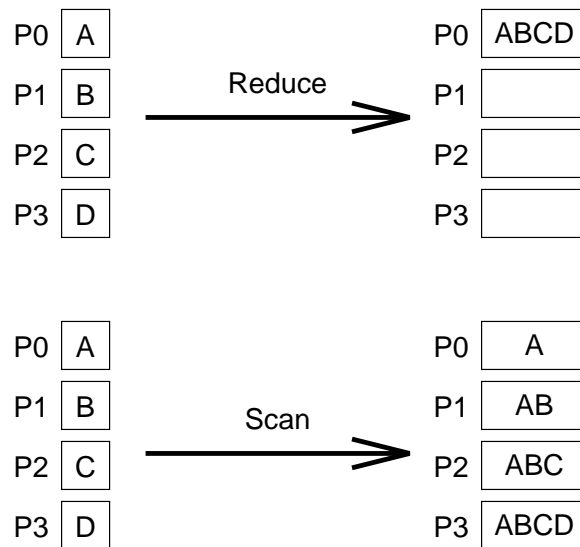 P0 A P0 ABCD
P1 B Reduce P1
P2 C P2
P3 D P3
P0 A P0 A
P1 B P1 AB
Scan
P2 C P2 ABC
P3 D P3 ABCD